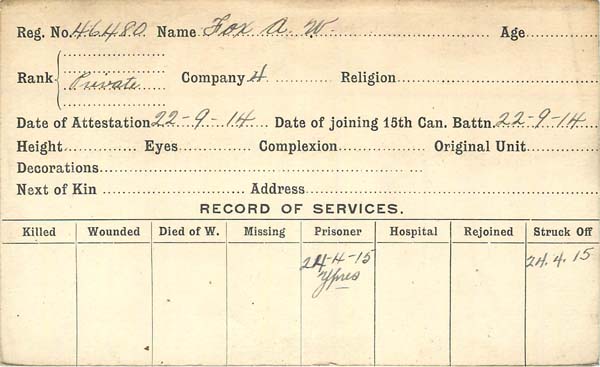 Reg. No. 46480. Name Fox A. W. Age
Rank Private Company 4 Religion
Date of Attestation 22-9-14 Date of joining 15th Can. Battn. 22-9-14
Height Eyes Complexion Original Unit
Decorations
Next of Kin Address
RECORD OF SERVICES.
Killed Wounded Died of W. Missing Prisoner Hospital Rejoined Struck Off
24-4-15 24.4.15
Ypres